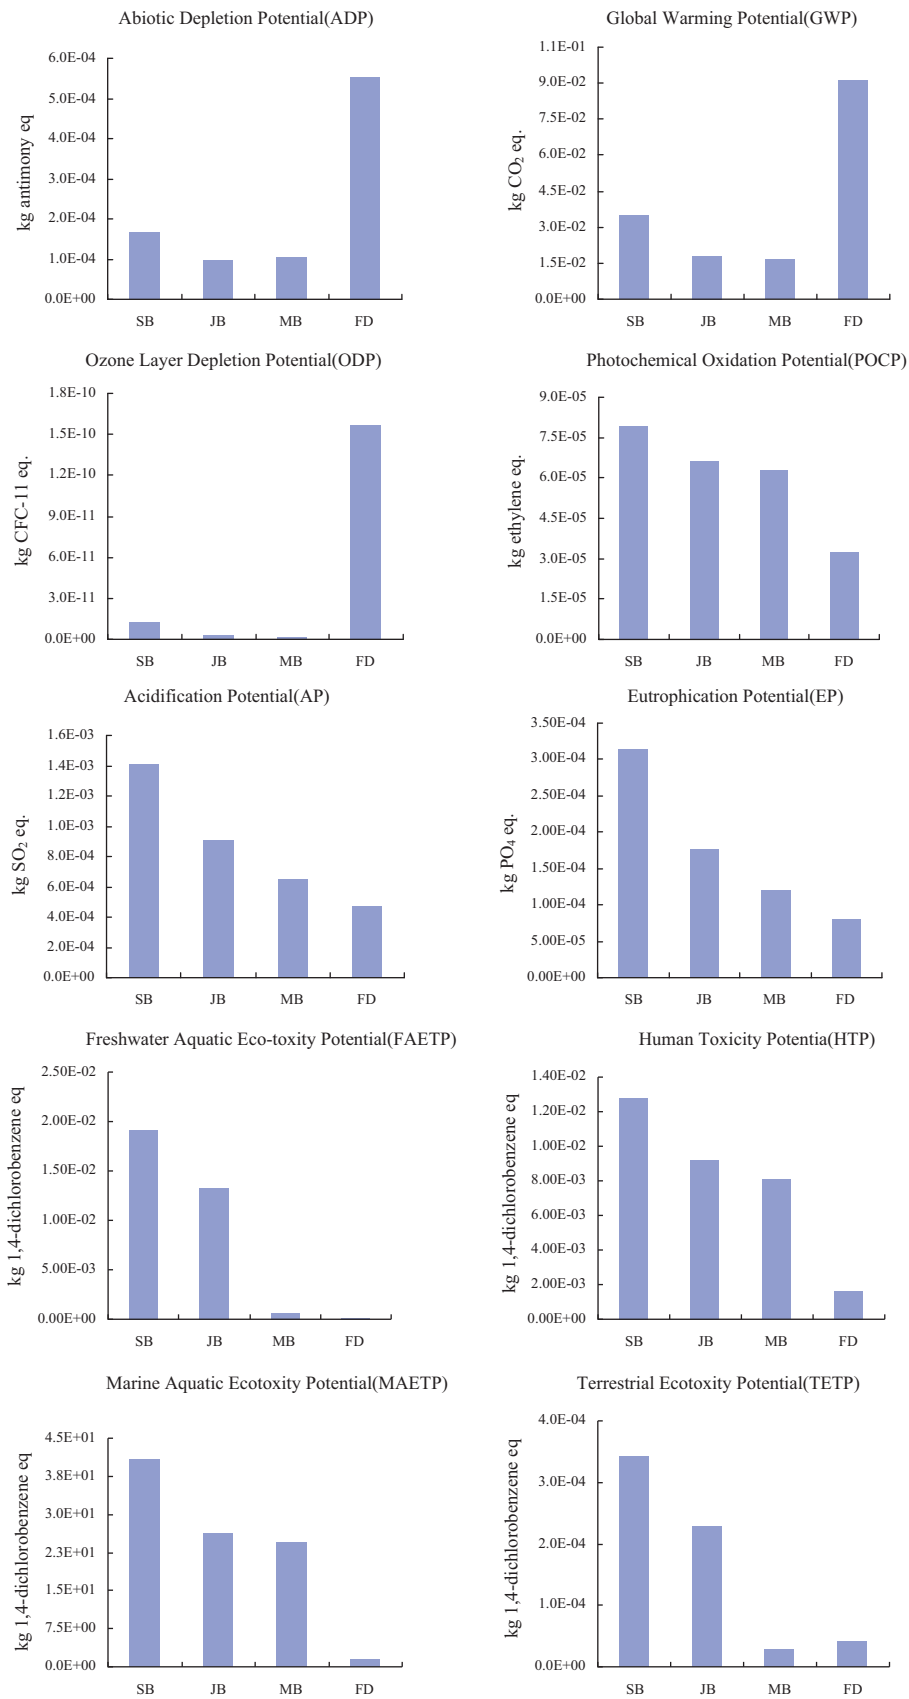 Abiotic Depletion Potential(ADP)
kg antimony eq
6.0E-04
5.0E-04
4.0E-04
3.0E-04
2.0E-04
1.0E-04
0.0E+00
SB JB MB FD
Global Warming Potential(GWP)
kg CO₂ eq.
1.1E-01
9.0E-02
7.5E-02
6.0E-02
4.5E-02
3.0E-02
1.5E-02
0.0E+00
SB JB MB FD
Ozone Layer Depletion Potential(ODP)
kg CFC-11 eq.
1.8E-10
1.5E-10
1.2E-10
9.0E-11
6.0E-11
3.0E-11
0.0E+00
SB JB MB FD
Photochemical Oxidation Potential(POCP)
kg ethylene eq.
9.0E-05
7.5E-05
6.0E-05
4.5E-05
3.0E-05
1.5E-05
0.0E+00
SB JB MB FD
Acidification Potential(AP)
kg SO₂ eq.
1.6E-03
1.4E-03
1.2E-03
1.0E-03
8.0E-04
6.0E-04
4.0E-04
2.0E-04
0.0E+00
SB JB MB FD
Eutrophication Potential(EP)
kg PO₄ eq.
3.50E-04
3.00E-04
2.50E-04
2.00E-04
1.50E-04
1.00E-04
5.00E-05
0.00E+00
SB JB MB FD
Freshwater Aquatic Eco-toxity Potential(FAETP)
kg 1,4-dichlorobenzene eq
2.50E-02
2.00E-02
1.50E-02
1.00E-02
5.00E-03
0.00E+00
SB JB MB FD
Human Toxicity Potentia(HTP)
kg 1,4-dichlorobenzene eq
1.40E-02
1.20E-02
1.00E-02
8.00E-03
6.00E-03
4.00E-03
2.00E-03
0.00E+00
SB JB MB FD
Marine Aquatic Ecotoxity Potential(MAETP)
kg 1,4-dichlorobenzene eq
4.5E+01
3.8E+01
3.0E+01
2.3E+01
1.5E+01
7.5E+00
0.0E+00
SB JB MB FD
Terrestrial Ecotoxity Potential(TETP)
kg 1,4-dichlorobenzene eq
4.0E-04
3.0E-04
2.0E-04
1.0E-04
0.0E+00
SB JB MB FD